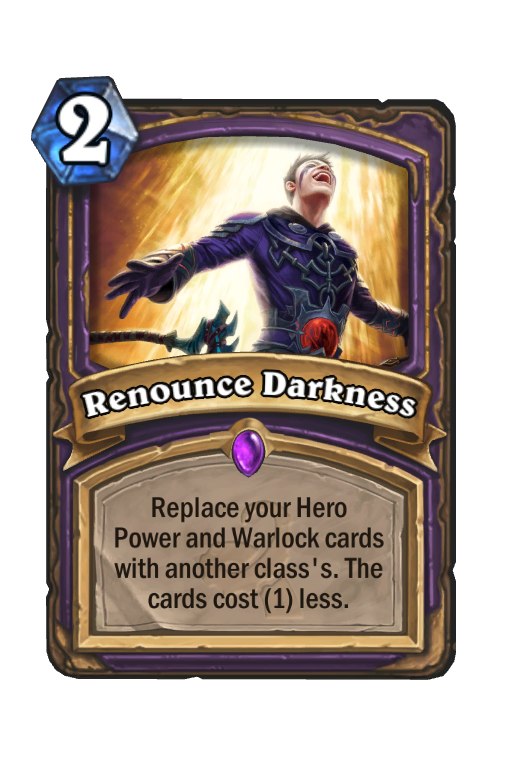 2
Renounce Darkness
Replace your Hero
Power and Warlock cards
with another class's. The
cards cost (1) less.